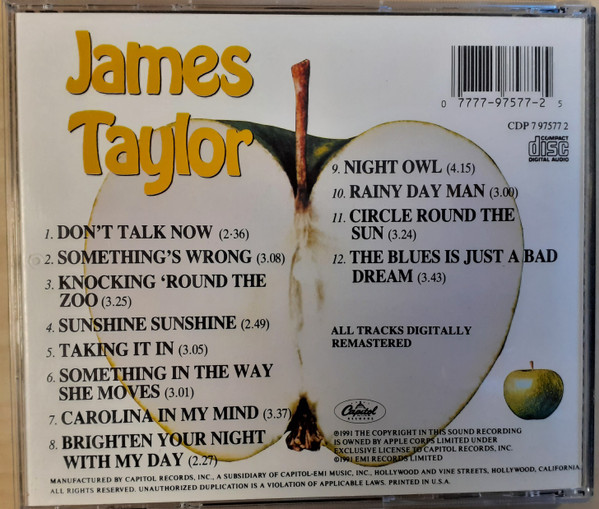 James
Taylor
0 7777-97577-2 5
CDP 7 97577 2
COMPACT
disc
DIGITAL AUDIO
1. DON'T TALK NOW (2·36)
2. SOMETHING'S WRONG (3.08)
3. KNOCKING 'ROUND THE
ZOO (3.25)
4. SUNSHINE SUNSHINE (2.49)
5. TAKING IT IN (3.05)
6. SOMETHING IN THE WAY
SHE MOVES (3.01)
7. CAROLINA IN MY MIND (3.37)
8. BRIGHTEN YOUR NIGHT
WITH MY DAY (2.27)
9. NIGHT OWL (4.15)
10. RAINY DAY MAN (3.00)
11. CIRCLE ROUND THE
SUN (3.24)
12. THE BLUES IS JUST A BAD
DREAM (3.43)
ALL TRACKS DIGITALLY
REMASTERED
Capitol
RECORDS
℗1991 THE COPYRIGHT IN THIS SOUND RECORDING
IS OWNED BY APPLE CORPS LIMITED UNDER
EXCLUSIVE LICENSE TO CAPITOL RECORDS, INC.
©1991 EMI RECORDS LIMITED
MANUFACTURED BY CAPITOL RECORDS, INC., A SUBSIDIARY OF CAPITOL-EMI MUSIC, INC., HOLLYWOOD AND VINE STREETS, HOLLYWOOD, CALIFORNIA,
ALL RIGHTS RESERVED. UNAUTHORIZED DUPLICATION IS A VIOLATION OF APPLICABLE LAWS. PRINTED IN U.S.A.